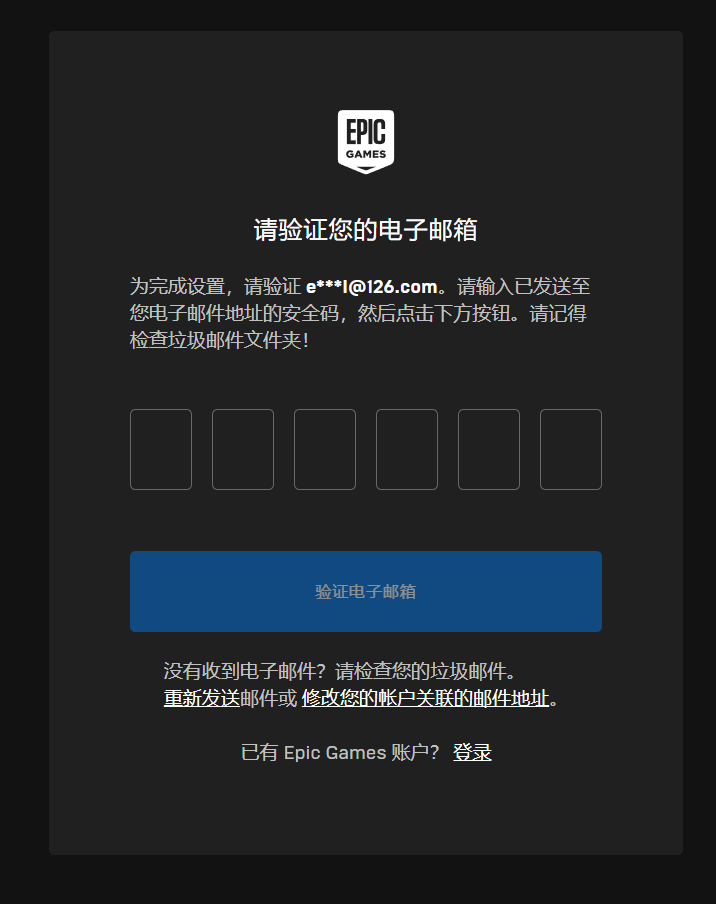 EPIC
GAMES
请验证您的电子邮箱
为完成设置，请验证 e***l@126.com。请输入已发送至
您电子邮件地址的安全码，然后点击下方按钮。请记得
检查垃圾邮件文件夹！
验证电子邮箱
没有收到电子邮件？请检查您的垃圾邮件。
重新发送邮件或 修改您的帐户关联的邮件地址。
已有 Epic Games 账户？ 登录